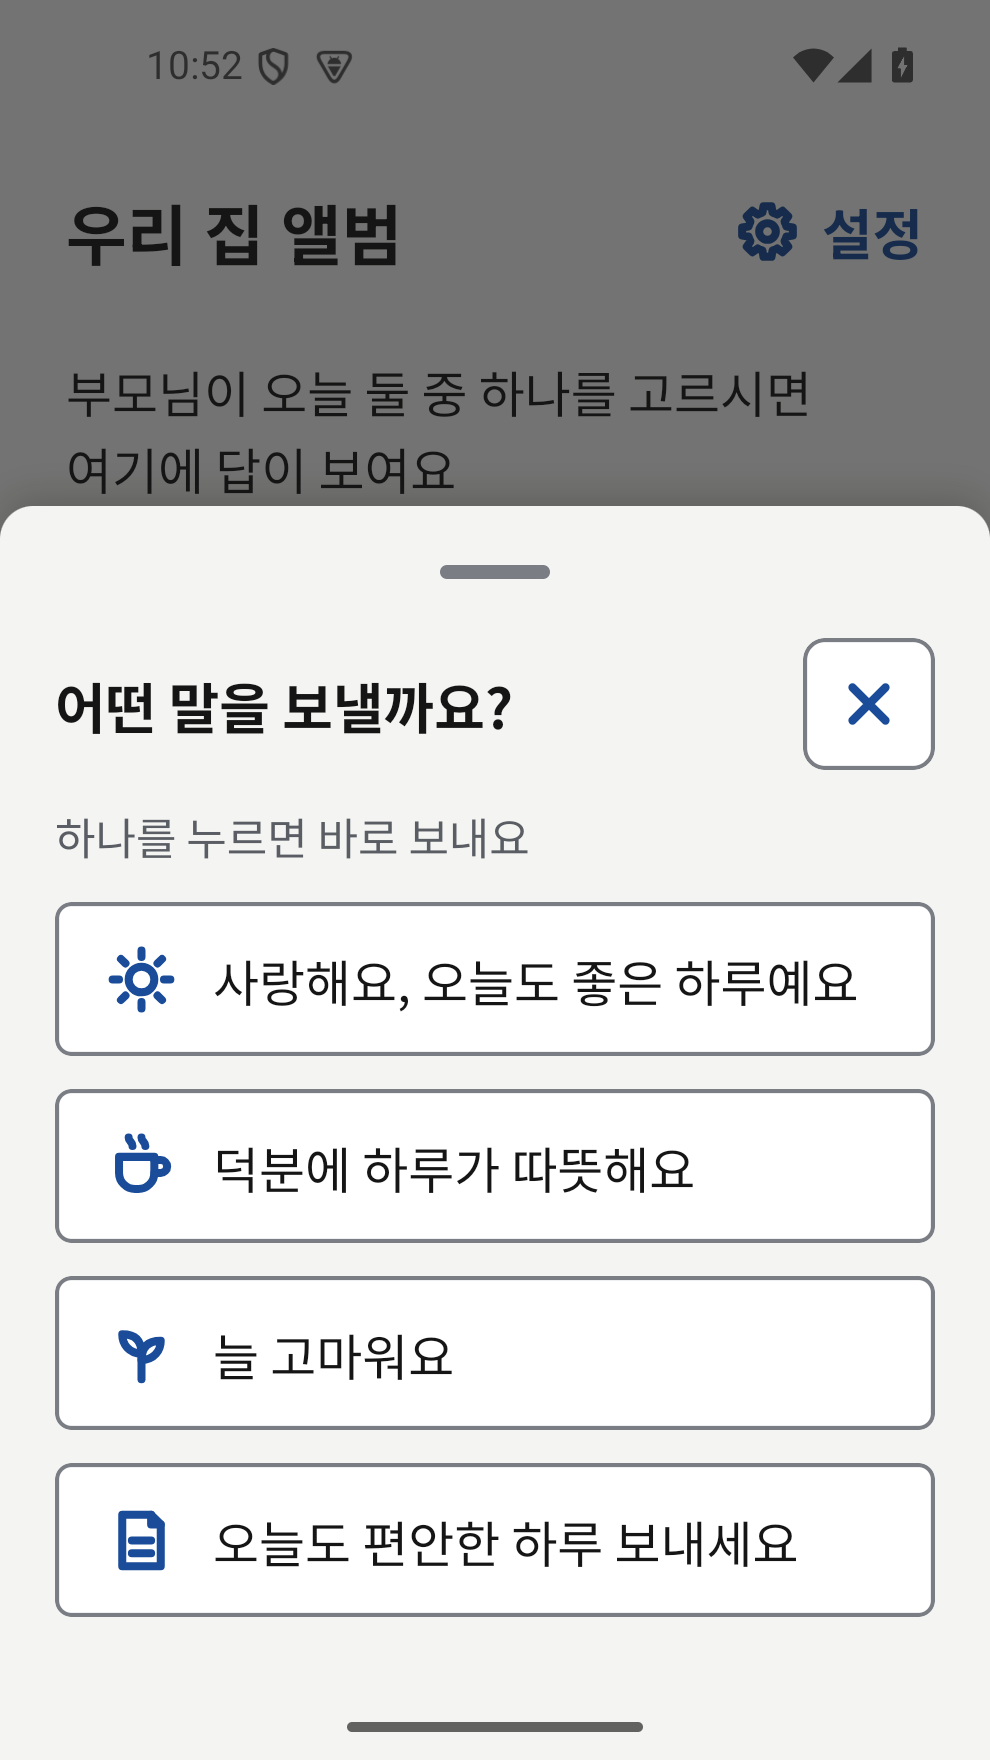 10:52
우리 집 앨범
설정
부모님이 오늘 둘 중 하나를 고르시면
여기에 답이 보여요
어떤 말을 보낼까요?
하나를 누르면 바로 보내요
사랑해요, 오늘도 좋은 하루예요
덕분에 하루가 따뜻해요
늘 고마워요
오늘도 편안한 하루 보내세요